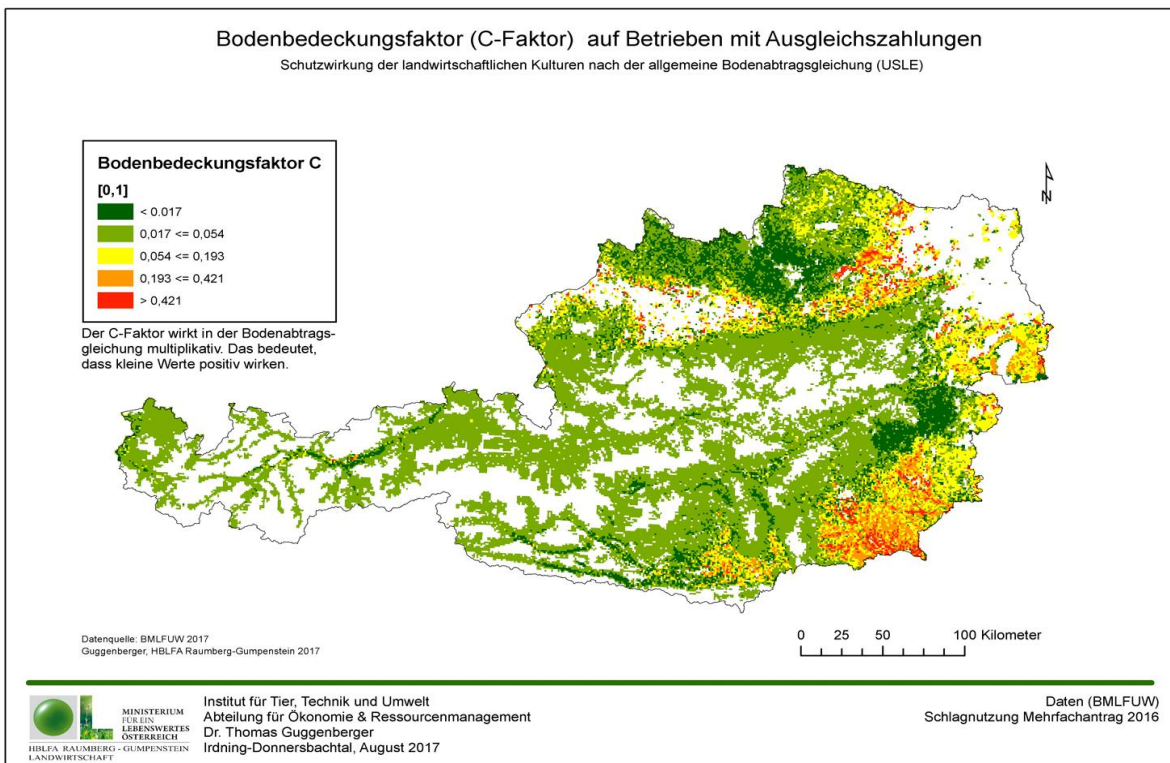 Bodenbedeckungsfaktor (C-Faktor) auf Betrieben mit Ausgleichszahlungen
Schutzwirkung der landwirtschaftlichen Kulturen nach der allgemeine Bodenabtragsgleichung (USLE)
Bodenbedeckungsfaktor C
[0,1]
< 0.017
0,017 <= 0,054
0,054 <= 0,193
0,193 <= 0,421
> 0,421
Der C-Faktor wirkt in der Bodenabtrags-
gleichung multiplikativ. Das bedeutet,
dass kleine Werte positiv wirken.
N
Datenquelle: BMLFUW 2017
Guggenberger, HBLFA Raumberg-Gumpenstein 2017
0 25 50 100 Kilometer
MINISTERIUM
FÜR EIN
LEBENSWERTES
ÖSTERREICH
HBLFA RAUMBERG - GUMPENSTEIN
LANDWIRTSCHAFT
Institut für Tier, Technik und Umwelt
Abteilung für Ökonomie & Ressourcenmanagement
Dr. Thomas Guggenberger
Irdning-Donnersbachtal, August 2017
Daten (BMLFUW)
Schlagnutzung Mehrfachantrag 2016